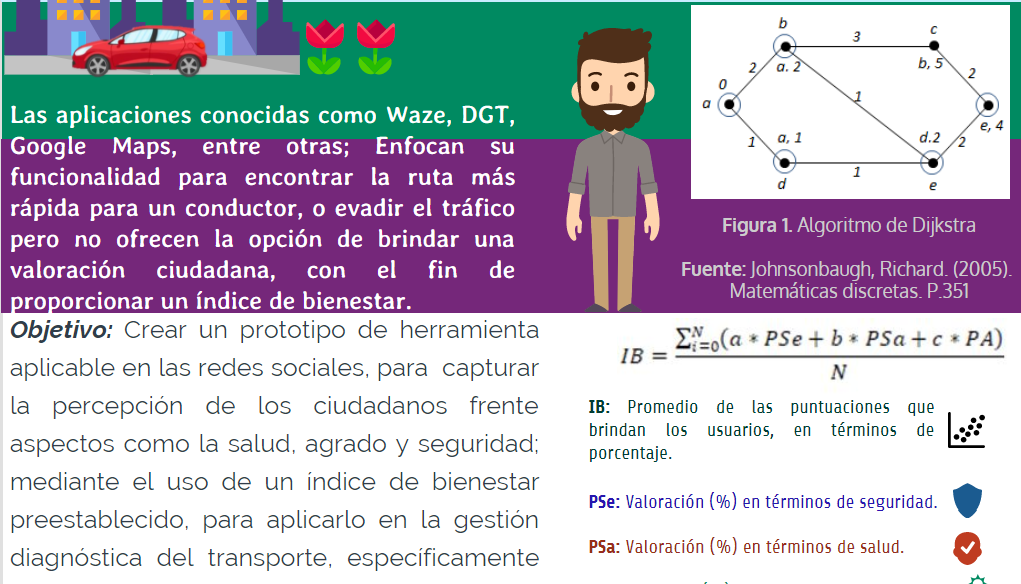 Las aplicaciones conocidas como Waze, DGT,
Google Maps, entre otras; Enfocan su
funcionalidad para encontrar la ruta más
rápida para un conductor, o evadir el tráfico
pero no ofrecen la opción de brindar una
valoración ciudadana, con el fin de
proporcionar un índice de bienestar.
Objetivo: Crear un prototipo de herramienta
aplicable en las redes sociales, para capturar
la percepción de los ciudadanos frente
aspectos como la salud, agrado y seguridad;
mediante el uso de un índice de bienestar
preestablecido, para aplicarlo en la gestión
diagnóstica del transporte, específicamente
b
3
c
2
a. 2
b, 5
2
0
a
1
e, 4
1
a, 1
d.2
2
d
1
e
Figura 1. Algoritmo de Dijkstra
Fuente: Johnsonbaugh, Richard. (2005).
Matemáticas discretas. P.351
IB = ∑_{i=0}^{N}(a * PSe + b * PSa + c * PA) / N
IB: Promedio de las puntuaciones que
brindan los usuarios, en términos de
porcentaje.
PSe: Valoración (%) en términos de seguridad.
PSa: Valoración (%) en términos de salud.